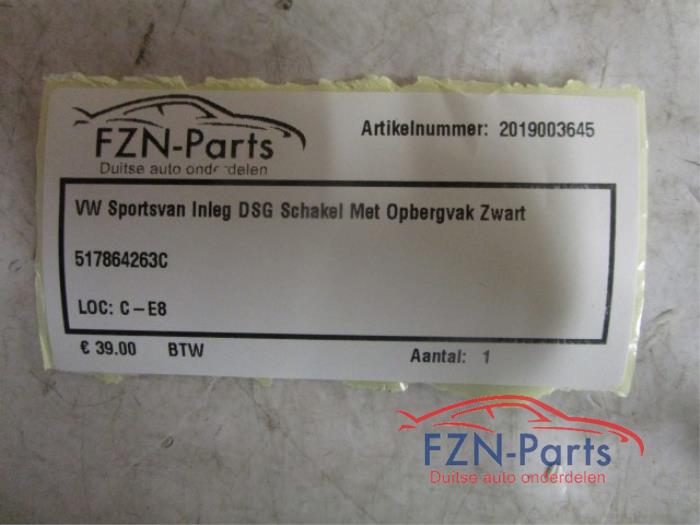 FZN-Parts
Duitse auto onderdelen
Artikelnummer: 2019003645
VW Sportsvan Inleg DSG Schakel Met Opbergvak Zwart
517864263C
LOC: C-E8
€ 39.00 BTW
Aantal: 1
FZN-Parts
Duitse auto onderdelen